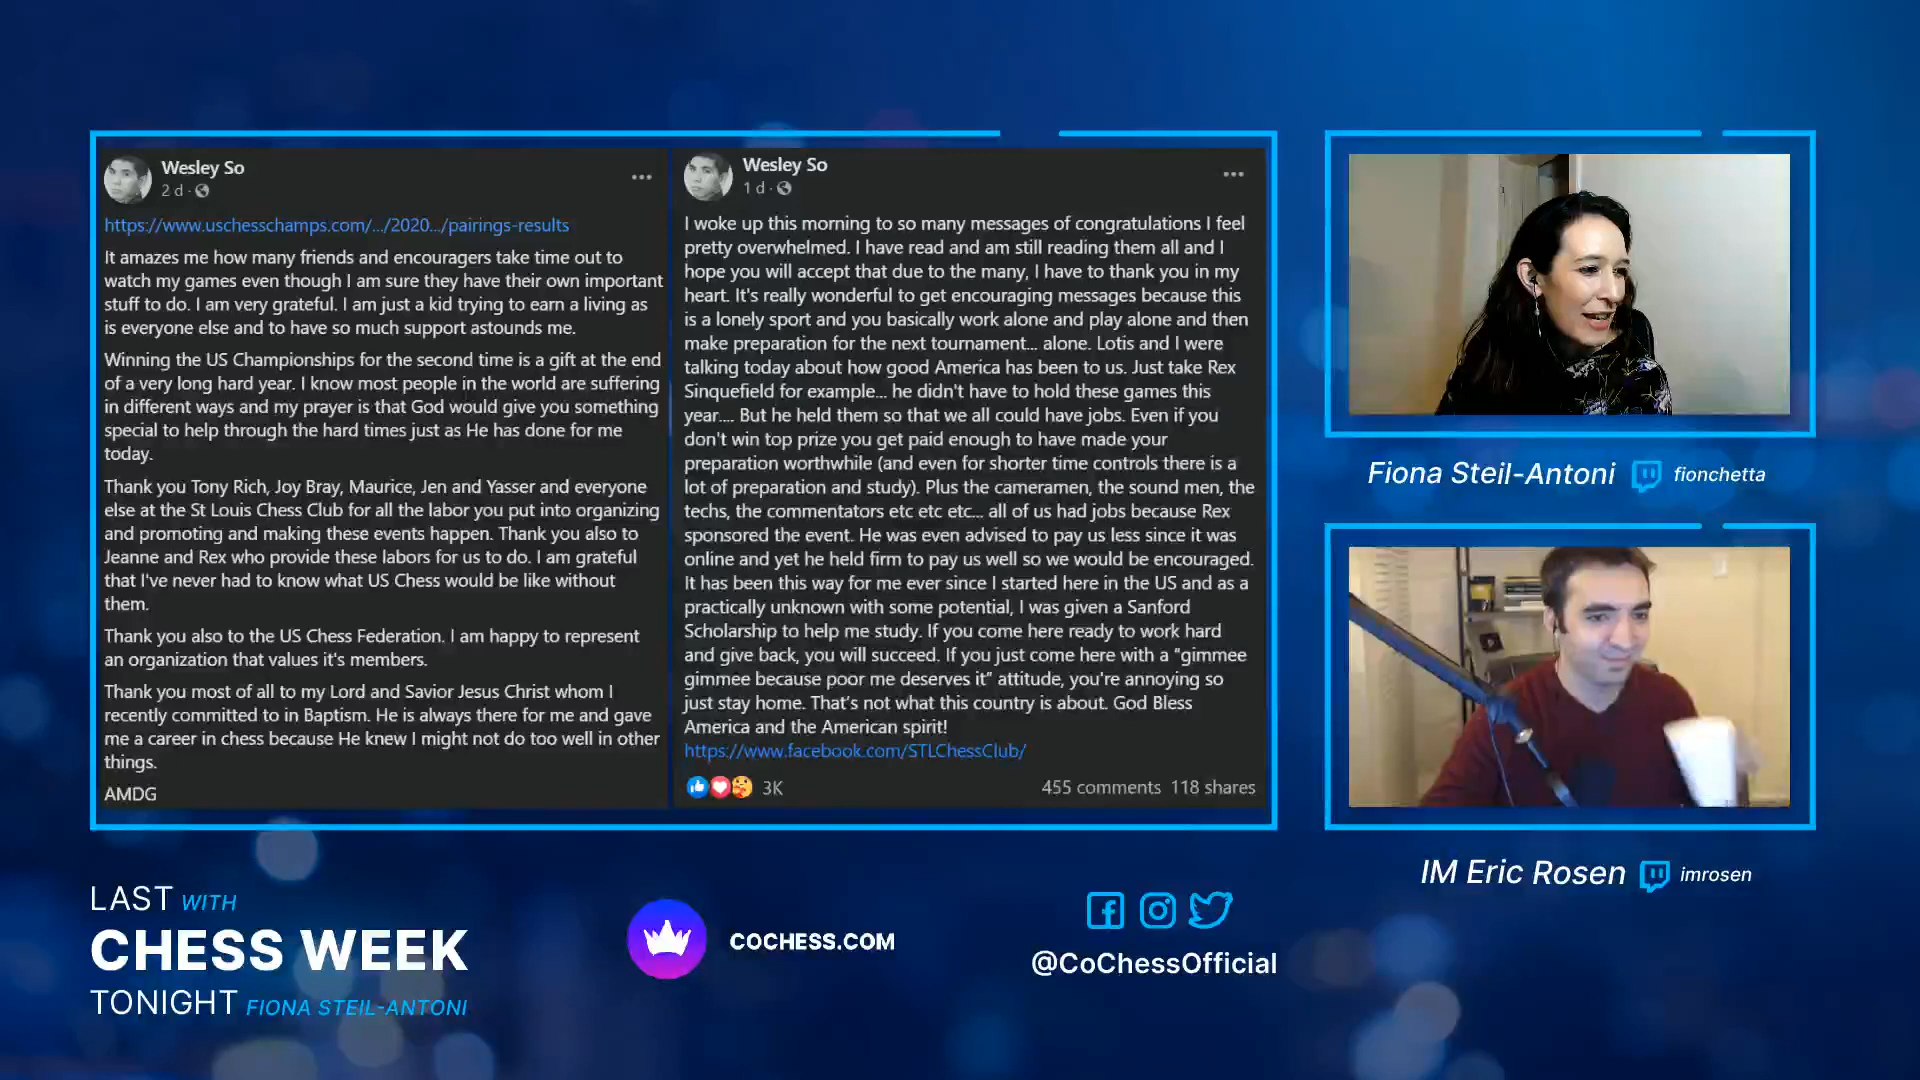 Wesley So
2 d
https://www.uschesschamps.com/.../2020.../pairings-results
It amazes me how many friends and encouragers take time out to
watch my games even though I am sure they have their own important
stuff to do. I am very grateful. I am just a kid trying to earn a living as
is everyone else and to have so much support astounds me.
Winning the US Championships for the second time is a gift at the end
of a very long hard year. I know most people in the world are suffering
in different ways and my prayer is that God would give you something
special to help through the hard times just as He has done for me
today.
Thank you Tony Rich, Joy Bray, Maurice, Jen and Yasser and everyone
else at the St Louis Chess Club for all the labor you put into organizing
and promoting and making these events happen. Thank you also to
Jeanne and Rex who provide these labors for us to do. I am grateful
that I've never had to know what US Chess would be like without
them.
Thank you also to the US Chess Federation. I am happy to represent
an organization that values it's members.
Thank you most of all to my Lord and Savior Jesus Christ whom I
recently committed to in Baptism. He is always there for me and gave
me a career in chess because He knew I might not do too well in other
things.
AMDG
Wesley So
1 d
I woke up this morning to so many messages of congratulations I feel
pretty overwhelmed. I have read and am still reading them all and I
hope you will accept that due to the many, I have to thank you in my
heart. It's really wonderful to get encouraging messages because this
is a lonely sport and you basically work alone and play alone and then
make preparation for the next tournament... alone. Lotis and I were
talking today about how good America has been to us. Just take Rex
Sinquefield for example... he didn't have to hold these games this
year.... But he held them so that we all could have jobs. Even if you
don't win top prize you get paid enough to have made your
preparation worthwhile (and even for shorter time controls there is a
lot of preparation and study). Plus the cameramen, the sound men, the
techs, the commentators etc etc etc... all of us had jobs because Rex
sponsored the event. He was even advised to pay us less since it was
online and yet he held firm to pay us well so we would be encouraged.
It has been this way for me ever since I started here in the US and as a
practically unknown with some potential, I was given a Sanford
Scholarship to help me study. If you come here ready to work hard
and give back, you will succeed. If you just come here with a "gimmee
gimmee because poor me deserves it" attitude, you're annoying so
just stay home. That's not what this country is about. God Bless
America and the American spirit!
https://www.facebook.com/STLChessClub/
3K
455 comments 118 shares
Fiona Steil-Antoni fionchetta
IM Eric Rosen imrosen
LAST WITH
CHESS WEEK
TONIGHT FIONA STEIL-ANTONI
COCHESS.COM
@CoChessOfficial